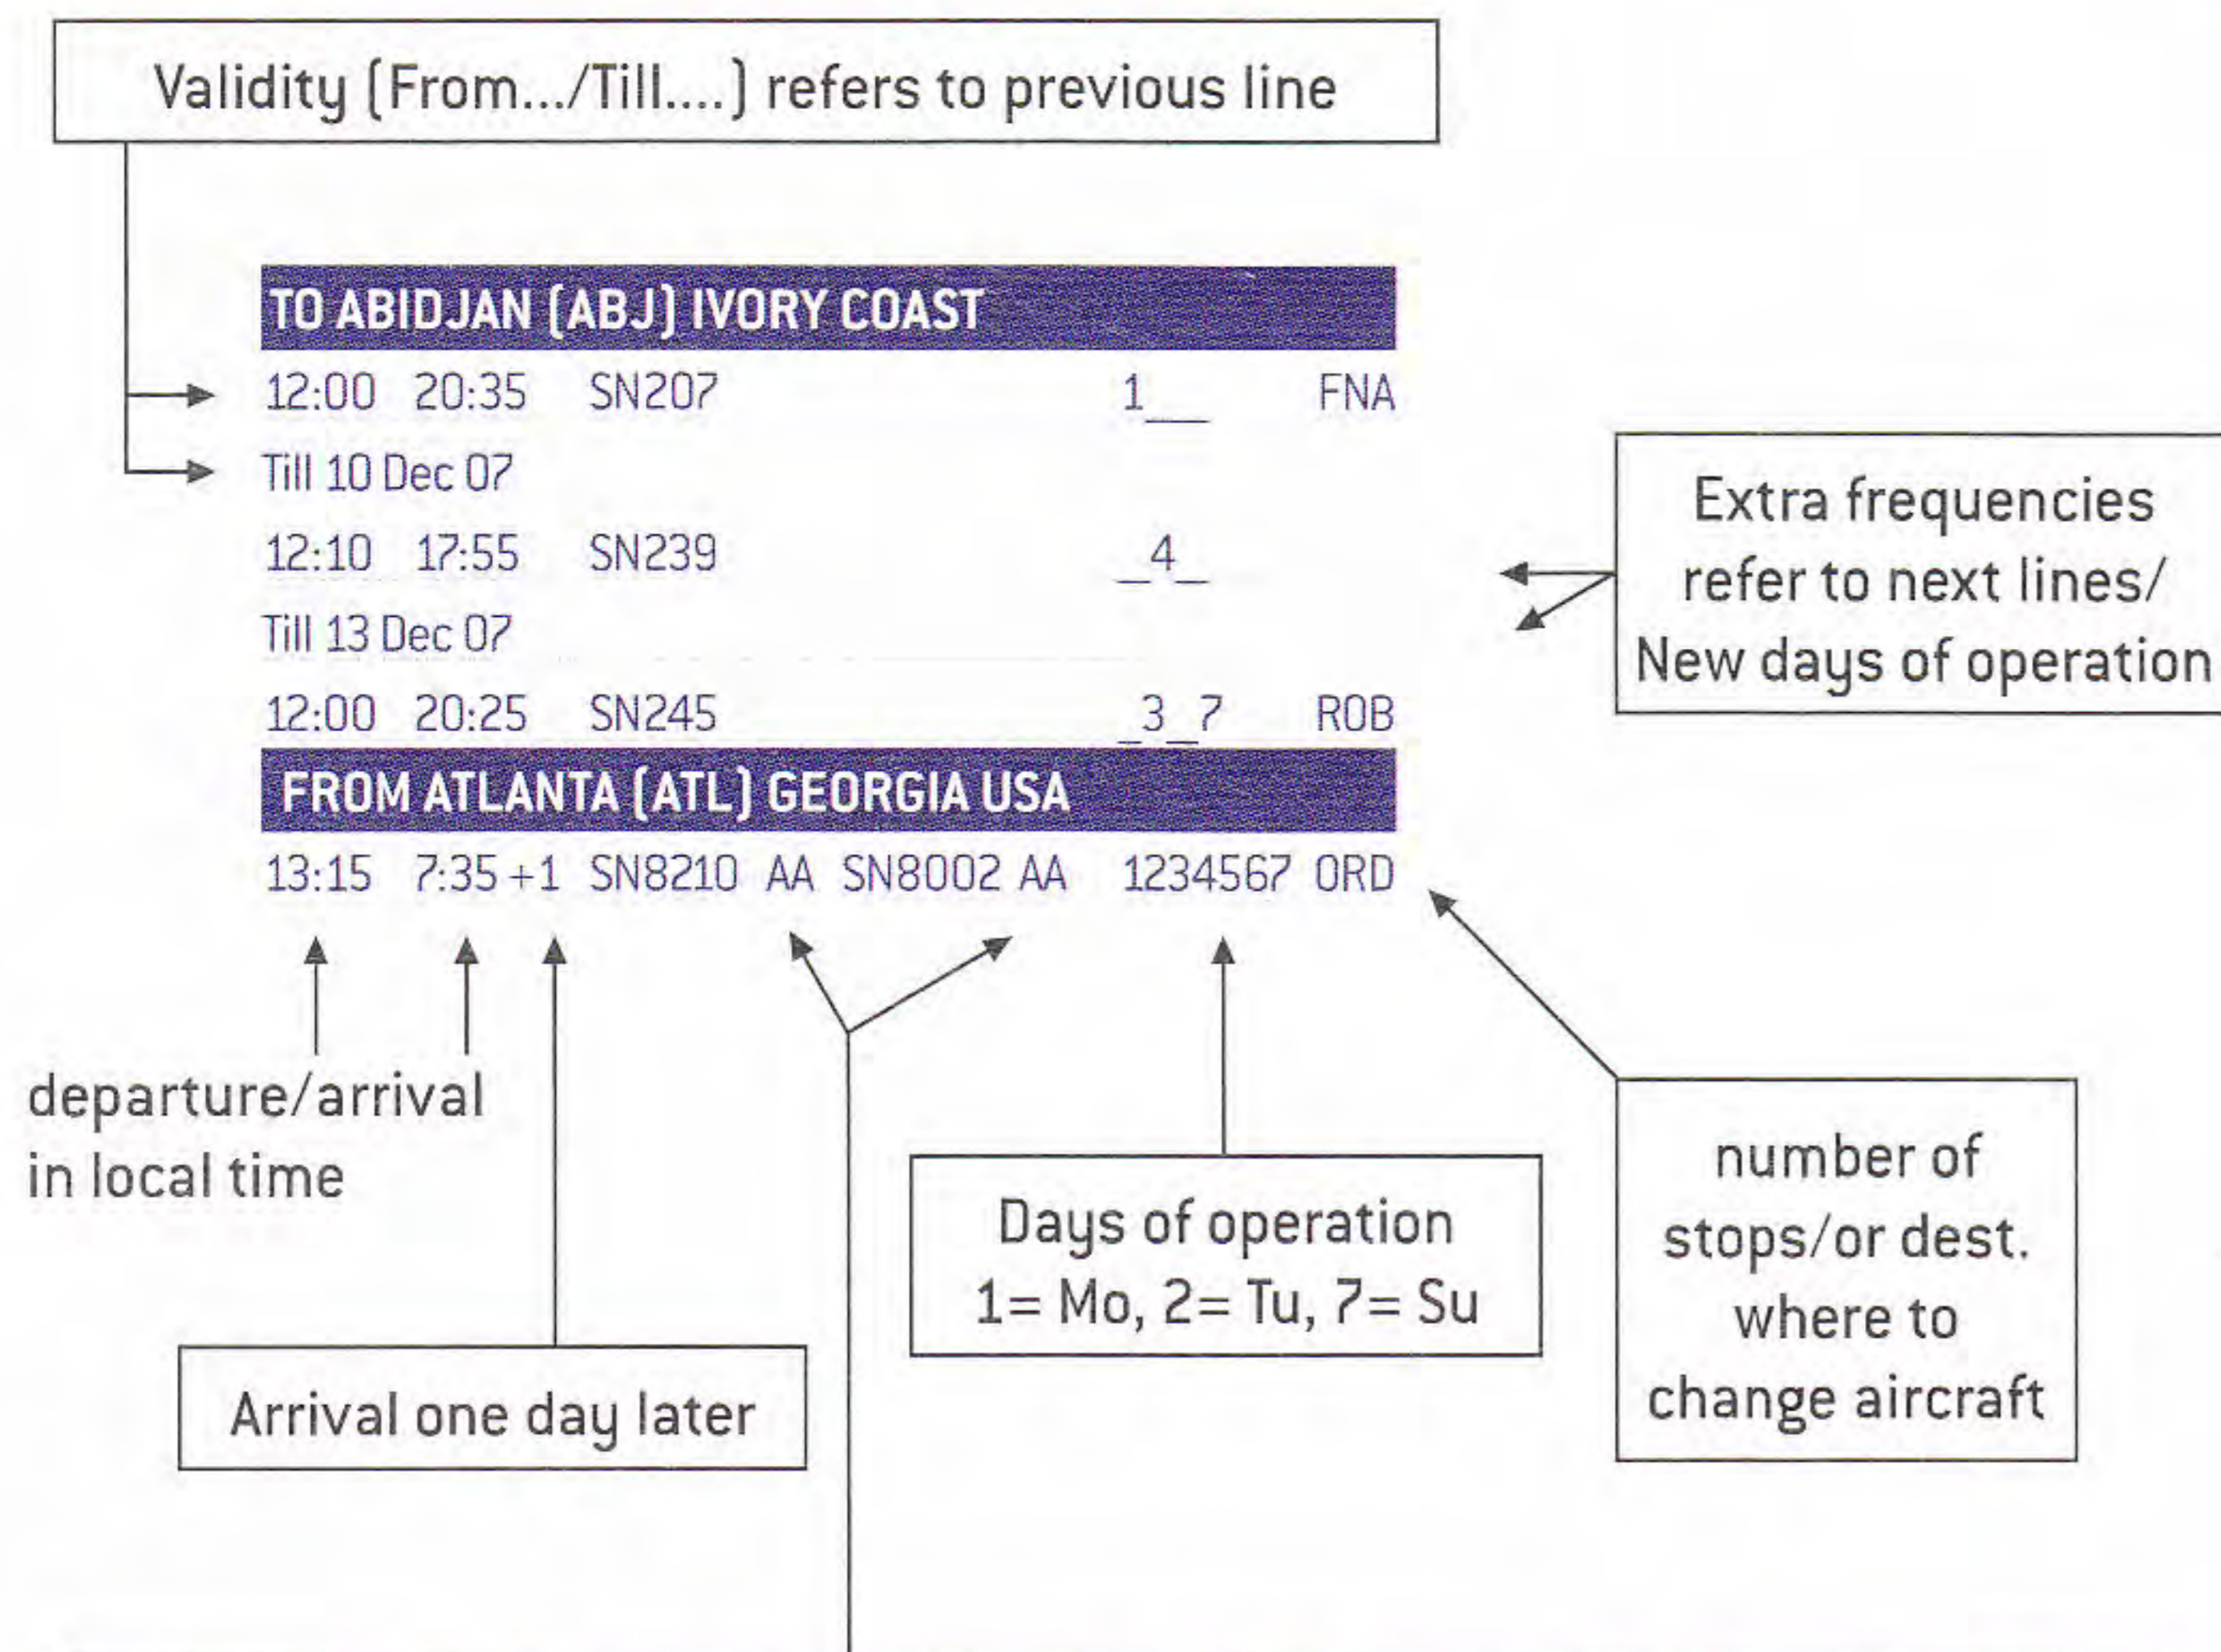 Validity (From.../Till....) refers to previous line
TO ABIDJAN (ABJ) IVORY COAST
12:00 20:35 SN207 1__ FNA
Till 10 Dec 07
12:10 17:55 SN239 _4_
Till 13 Dec 07
12:00 20:25 SN245 _3_7 ROB
Extra frequencies
refer to next lines/
New days of operation
FROM ATLANTA (ATL) GEORGIA USA
13:15 7:35 +1 SN8210 AA SN8002 AA 1234567 ORD
departure/arrival
in local time
Arrival one day later
Days of operation
1= Mo, 2= Tu, 7= Su
number of
stops/or dest.
where to
change aircraft